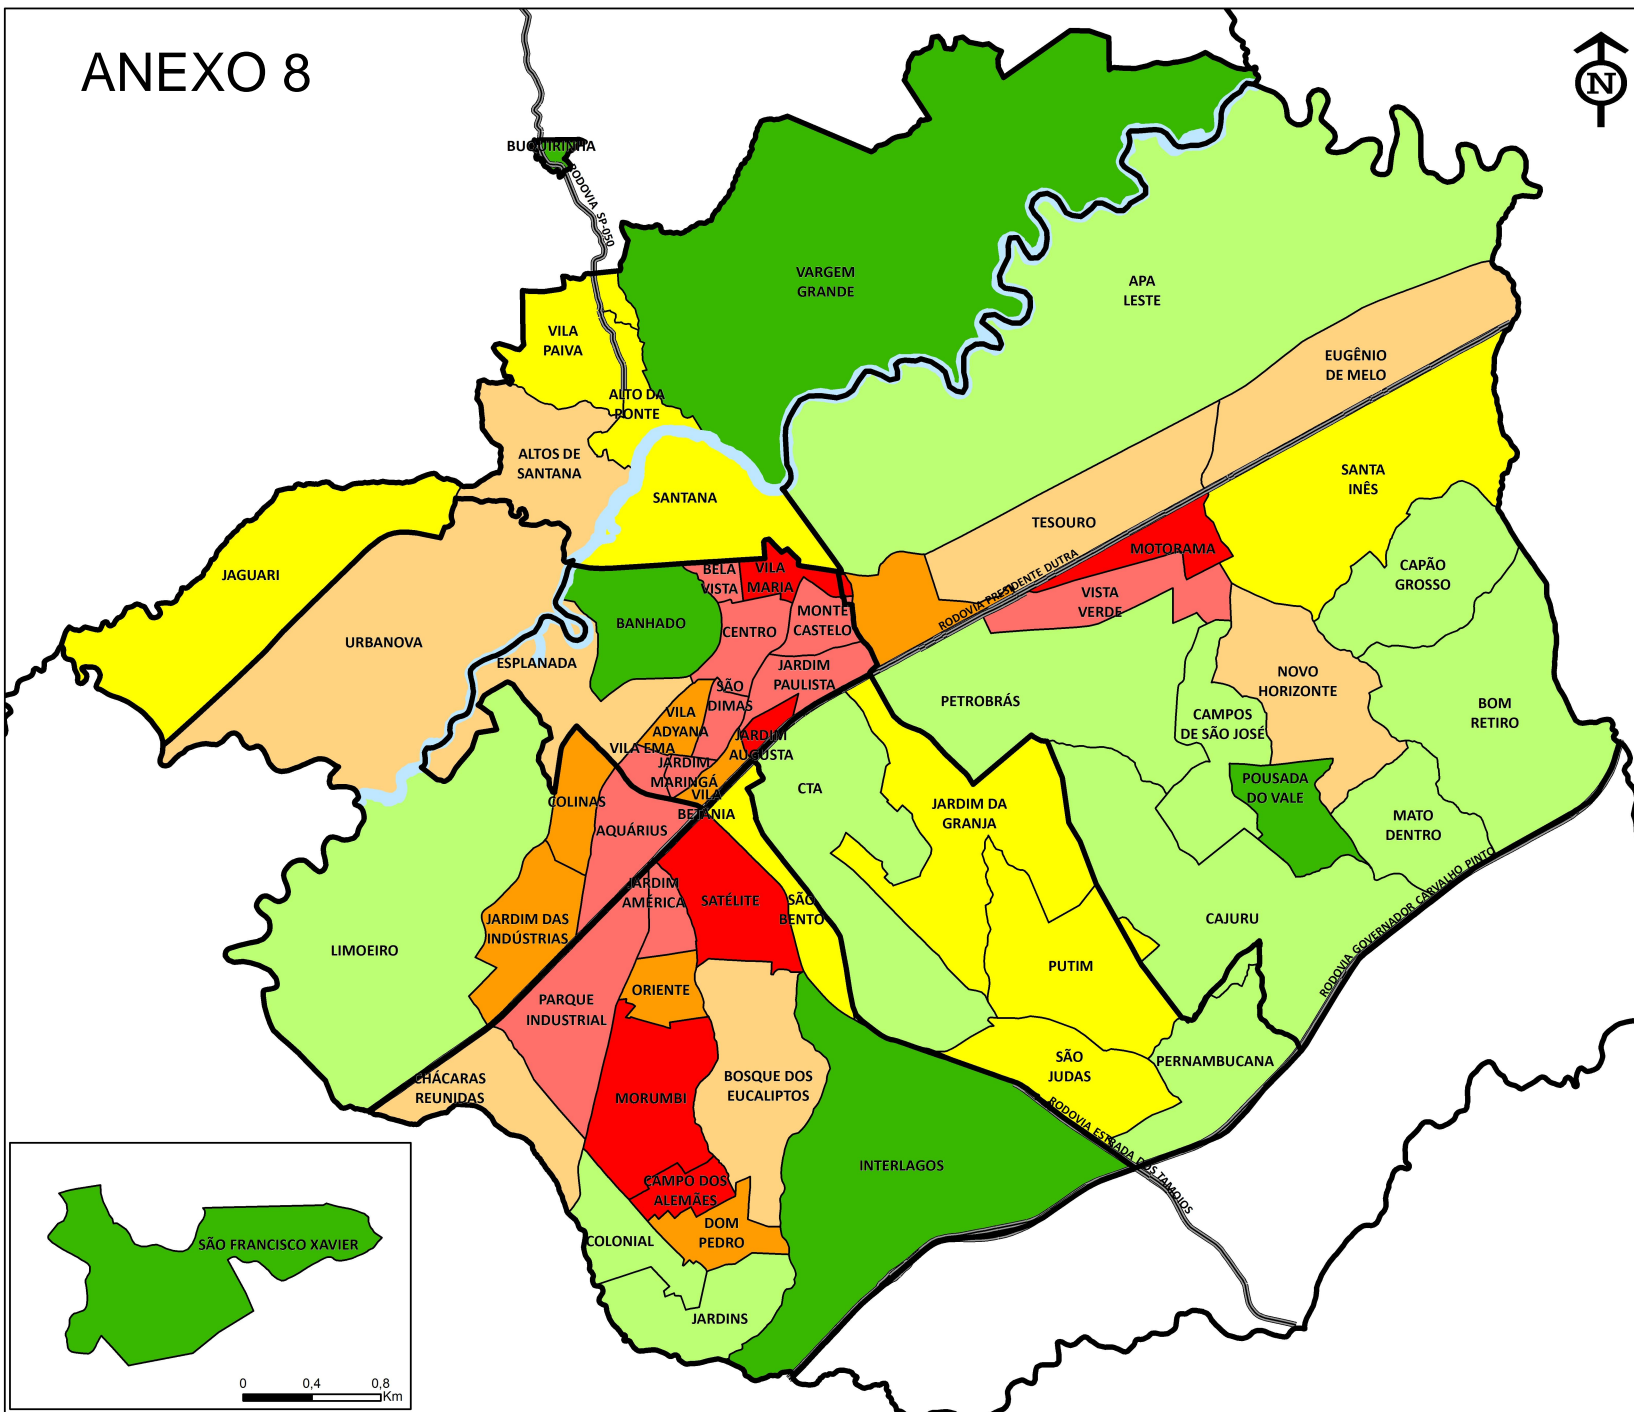 ANEXO 8
N
BUQUIRINHA
RODOVIA SP-050
VARGEM
GRANDE
APA
LESTE
VILA
PAIVA
EUGÊNIO
DE MELO
ALTO DA
PONTE
ALTOS DE
SANTANA
SANTANA
SANTA
INÊS
TESOURO
MOTORAMA
RODOVIA PRESIDENTE DUTRA
CAPÃO
GROSSO
JAGUARI
BELA
VISTA
VILA
MARIA
VISTA
VERDE
MONTE
CASTELO
URBANOVA
BANHADO
CENTRO
ESPLANADA
JARDIM
PAULISTA
NOVO
HORIZONTE
SÃO
DIMAS
PETROBRÁS
BOM
RETIRO
VILA
ADYANA
CAMPOS
DE SÃO JOSÉ
VILA EMA
JARDIM
AUGUSTA
JARDIM
MARINGÁ
POUSADA
DO VALE
CTA
COLINAS
VILA
BETÂNIA
JARDIM DA
GRANJA
MATO
DENTRO
AQUÁRIUS
JARDIM
AMÉRICA
SATÉLITE
SÃO
BENTO
RODOVIA GOVERNADOR CARVALHO PINTO
JARDIM DAS
INDÚSTRIAS
CAJURU
LIMOEIRO
PUTIM
ORIENTE
PARQUE
INDUSTRIAL
SÃO
JUDAS
PERNAMBUCANA
CHÁCARAS
REUNIDAS
BOSQUE DOS
EUCALIPTOS
MORUMBI
RODOVIA ESTRADA DOS TAMOIOS
INTERLAGOS
CAMPO DOS
ALEMÃES
DOM
PEDRO
COLONIAL
SÃO FRANCISCO XAVIER
JARDINS
0 0,4 0,8
Km